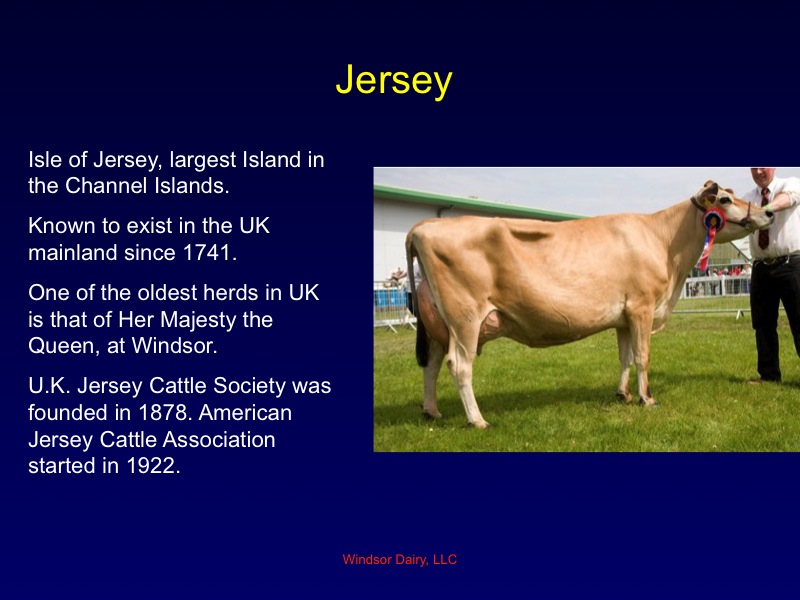 Jersey
Isle of Jersey, largest Island in
the Channel Islands.
Known to exist in the UK
mainland since 1741.
One of the oldest herds in UK
is that of Her Majesty the
Queen, at Windsor.
U.K. Jersey Cattle Society was
founded in 1878. American
Jersey Cattle Association
started in 1922.
Windsor Dairy, LLC